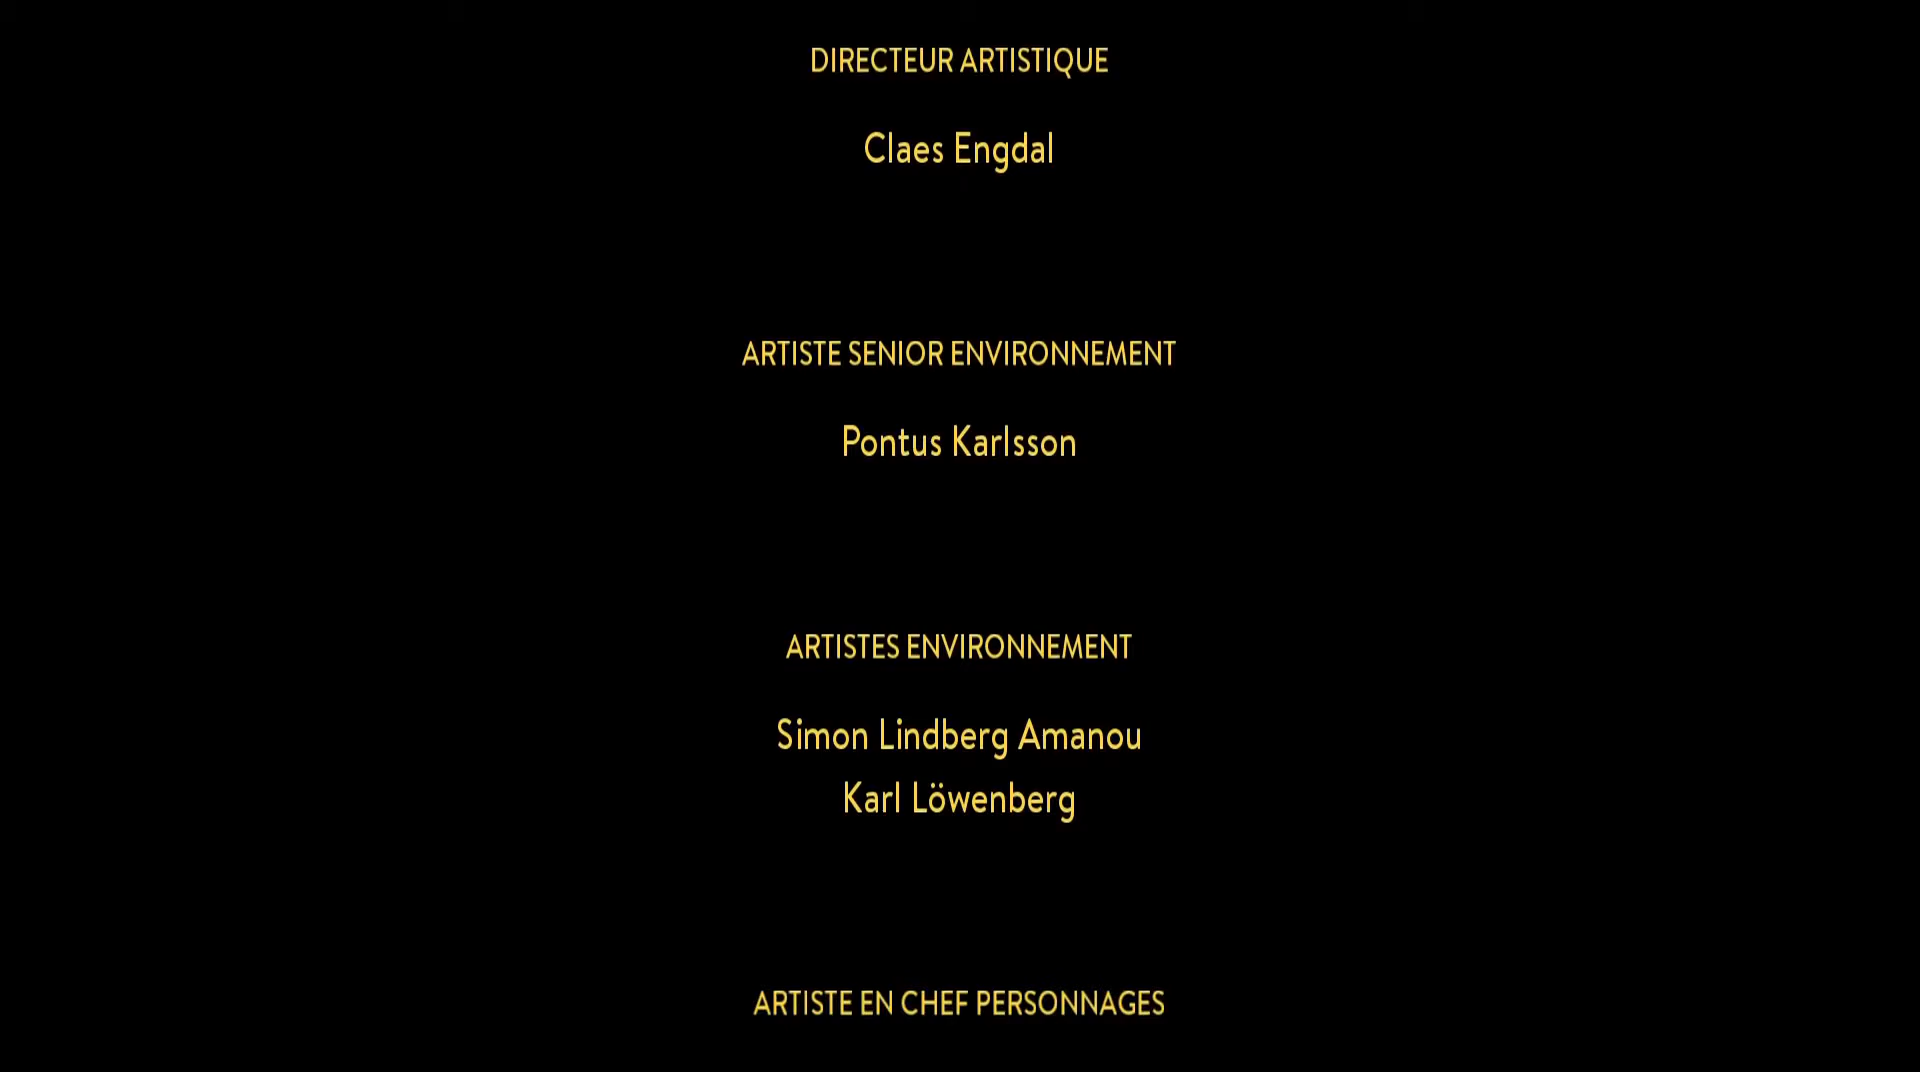 DIRECTEUR ARTISTIQUE
Claes Engdal
ARTISTE SENIOR ENVIRONNEMENT
Pontus Karlsson
ARTISTES ENVIRONNEMENT
Simon Lindberg Amanou
Karl Löwenberg
ARTISTE EN CHEF PERSONNAGES